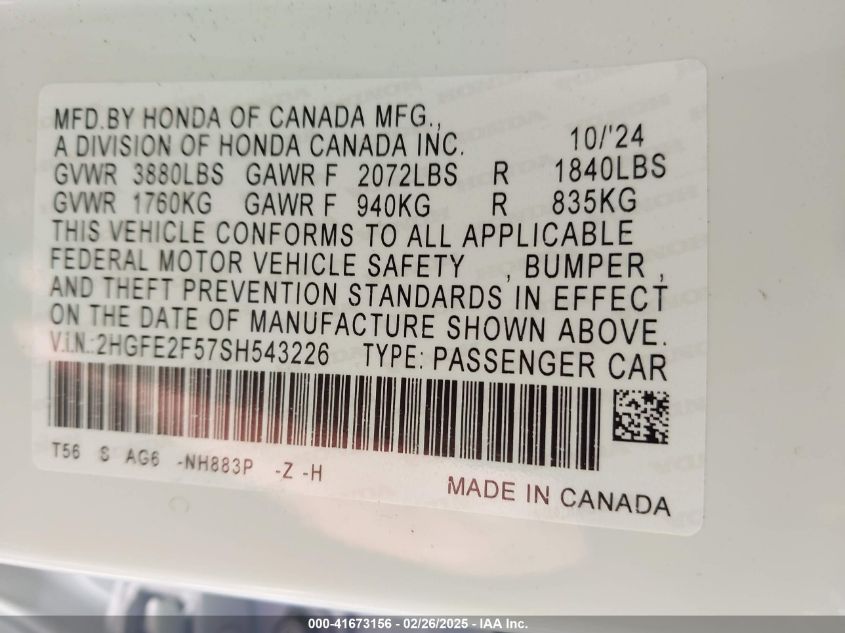 MFD.BY HONDA OF CANADA MFG.,
A DIVISION OF HONDA CANADA INC. 10/'24
GVWR 3880LBS GAWR F 2072LBS R 1840LBS
GVWR 1760KG GAWR F 940KG R 835KG
THIS VEHICLE CONFORMS TO ALL APPLICABLE
FEDERAL MOTOR VEHICLE SAFETY , BUMPER ,
AND THEFT PREVENTION STANDARDS IN EFFECT
ON THE DATE OF MANUFACTURE SHOWN ABOVE.
V.I.N.:2HGFE2F57SH543226 TYPE: PASSENGER CAR
T56 S AG6 -NH883P -Z -H
MADE IN CANADA
000-41673156 - 02/26/2025 - IAA Inc.